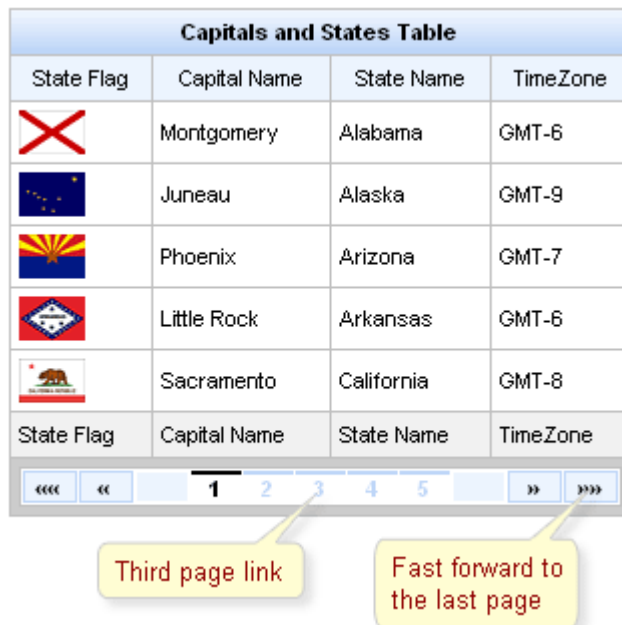 Capitals and States Table
State Flag Capital Name State Name TimeZone
Montgomery Alabama GMT-6
Juneau Alaska GMT-9
Phoenix Arizona GMT-7
Little Rock Arkansas GMT-6
Sacramento California GMT-8
State Flag Capital Name State Name TimeZone
«« « 1 2 3 4 5 » »»
Third page link
Fast forward to
the last page